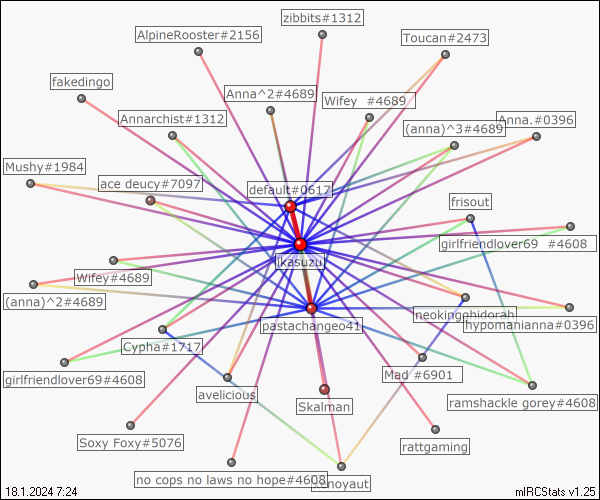 zibbits#1312
AlpineRooster#2156
Toucan#2473
fakedingo
Anna^2#4689
Wifey #4689
Annarchist#1312
(anna)^3#4689
Anna.#0396
Mushy#1984
ace deucy#7097
default#0617
frisout
girlfriendlover69 #4608
ikasuzu
Wifey#4689
(anna)^2#4689
neokingghidorah
hypomanianna#0396
pastachangeo41
Cypha#1717
girlfriendlover69#4608
Mad #6901
avelicious
Skalman
ramshackle gorey#4608
Soxy Foxy#5076
rattgaming
no cops no laws no hope#4608
18.1.2024 7:24
mIRCStats v1.25